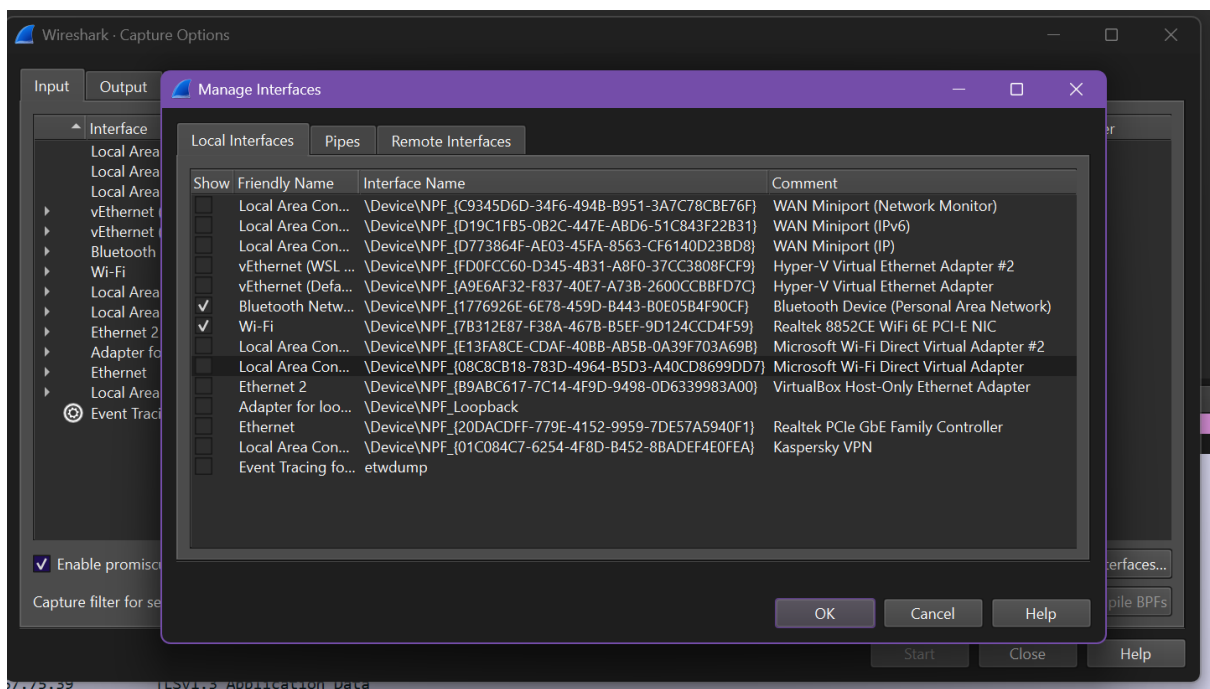 Wireshark · Capture Options
Input Output
Manage Interfaces
Interface
Local Area
Local Area
Local Area
vEthernet (
vEthernet (
Bluetooth
Wi-Fi
Local Area
Local Area
Ethernet 2
Adapter fo
Ethernet
Local Area
Event Traci
Local Interfaces Pipes Remote Interfaces
Show Friendly Name Interface Name Comment
Local Area Con... \Device\NPF_{C9345D6D-34F6-494B-B951-3A7C78CBE76F} WAN Miniport (Network Monitor)
Local Area Con... \Device\NPF_{D19C1FB5-0B2C-447E-ABD6-51C843F22B31} WAN Miniport (IPv6)
Local Area Con... \Device\NPF_{D773864F-AE03-45FA-8563-CF6140D23BD8} WAN Miniport (IP)
vEthernet (WSL ... \Device\NPF_{FD0FCC60-D345-4B31-A8F0-37CC3808FCF9} Hyper-V Virtual Ethernet Adapter #2
vEthernet (Defa... \Device\NPF_{A9E6AF32-F837-40E7-A73B-2600CCBBFD7C} Hyper-V Virtual Ethernet Adapter
Bluetooth Netw... \Device\NPF_{1776926E-6E78-459D-B443-B0E05B4F90CF} Bluetooth Device (Personal Area Network)
Wi-Fi \Device\NPF_{7B312E87-F38A-467B-B5EF-9D124CCD4F59} Realtek 8852CE WiFi 6E PCI-E NIC
Local Area Con... \Device\NPF_{E13FA8CE-CDAF-40BB-AB5B-0A39F703A69B} Microsoft Wi-Fi Direct Virtual Adapter #2
Local Area Con... \Device\NPF_{08C8CB18-783D-4964-B5D3-A40CD8699DD7} Microsoft Wi-Fi Direct Virtual Adapter
Ethernet 2 \Device\NPF_{B9ABC617-7C14-4F9D-9498-0D6339983A00} VirtualBox Host-Only Ethernet Adapter
Adapter for loo... \Device\NPF_Loopback
Ethernet \Device\NPF_{20DACDFF-779E-4152-9959-7DE57A5940F1} Realtek PCIe GbE Family Controller
Local Area Con... \Device\NPF_{01C084C7-6254-4F8D-B452-8BADEF4E0FEA} Kaspersky VPN
Event Tracing fo... etwdump
OK Cancel Help
Enable promisc
terfaces...
Capture filter for se
pile BPFs
Start Close Help
TLSv1.3 Application Data